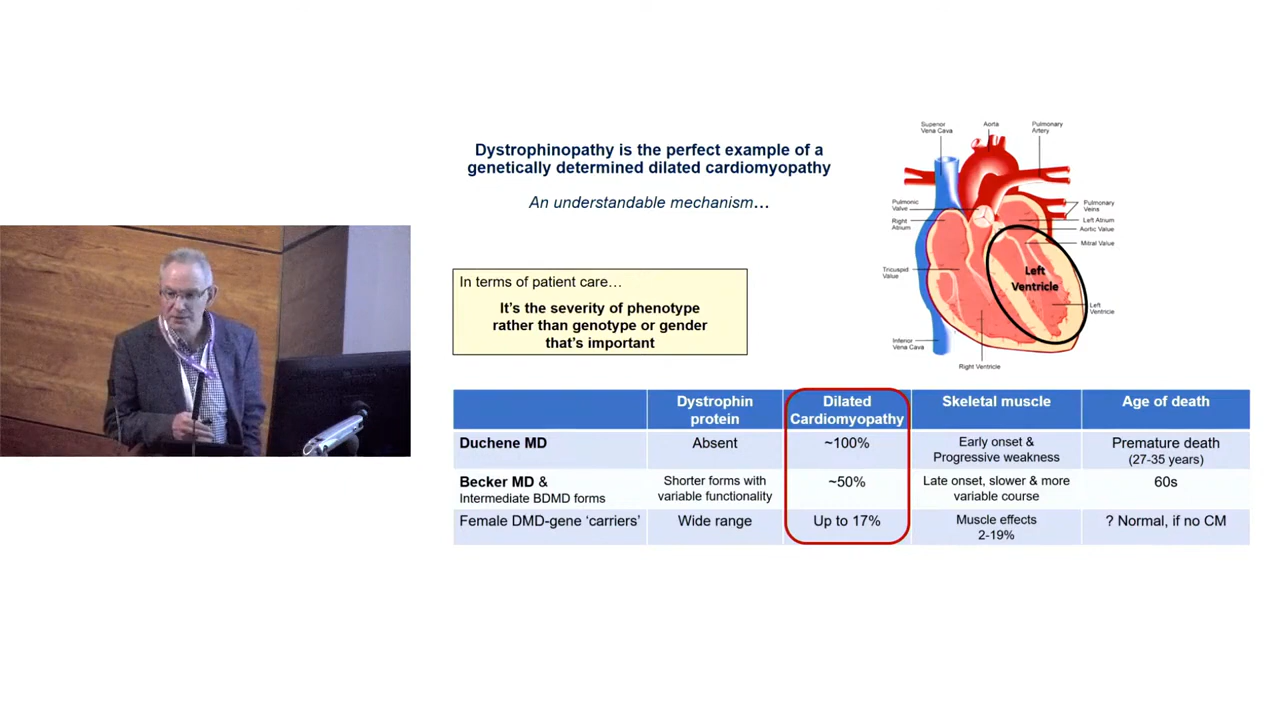 Dystrophinopathy is the perfect example of a
genetically determined dilated cardiomyopathy
An understandable mechanism…
In terms of patient care…
It's the severity of phenotype
rather than genotype or gender
that's important
Superior
Vena Cava
Aorta
Pulmonary
Artery
Pulmonic
Valve
Right
Atrium
Tricuspid
Value
Inferior
Vena Cava
Right Ventricle
Pulmonary
Veins
Left Atrium
Aortic Value
Mitral Value
Left
Ventricle
Left
Ventricle
Dystrophin
protein
Dilated
Cardiomyopathy
Skeletal muscle
Age of death
Duchene MD
Absent
~100%
Early onset &
Progressive weakness
Premature death
(27-35 years)
Becker MD &
Intermediate BDMD forms
Shorter forms with
variable functionality
~50%
Late onset, slower & more
variable course
60s
Female DMD-gene ‘carriers’
Wide range
Up to 17%
Muscle effects
2-19%
? Normal, if no CM